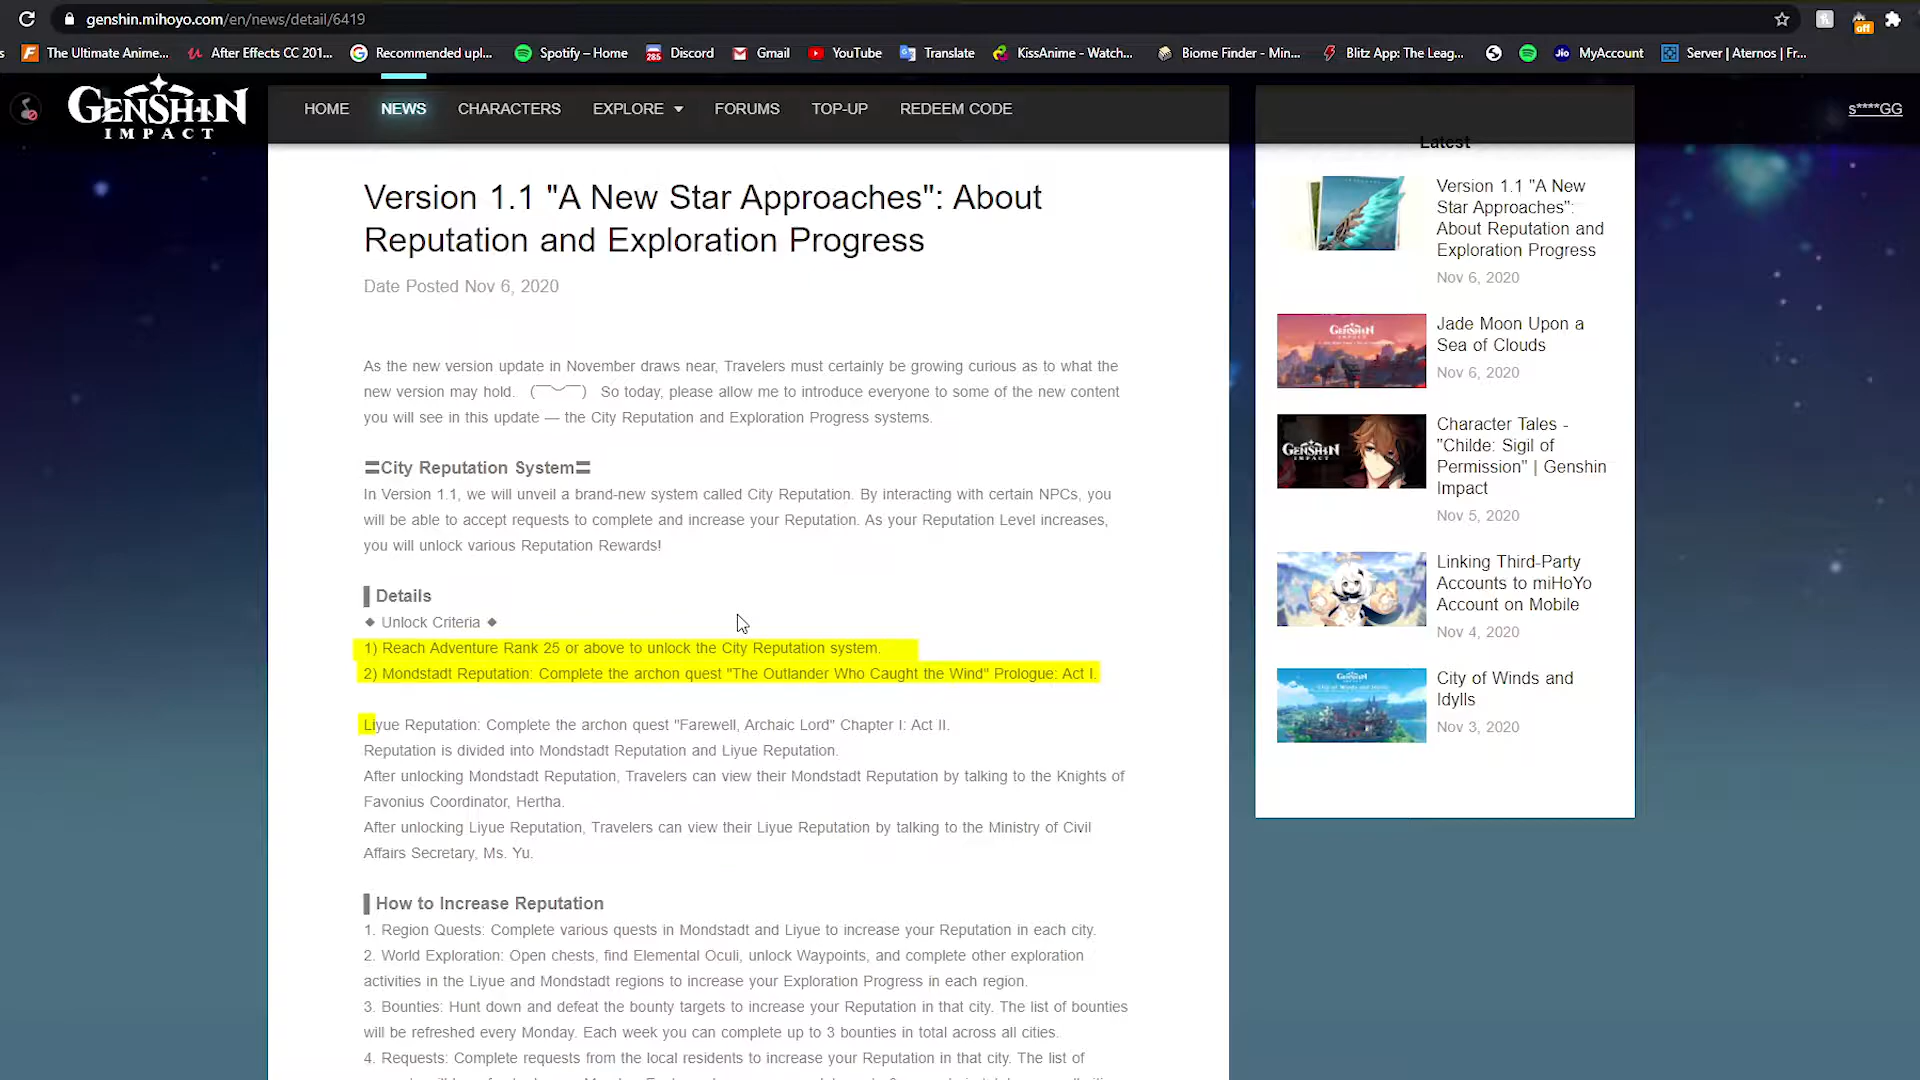 genshin.mihoyo.com/en/news/detail/6419
s
The Ultimate Anime...
After Effects CC 201...
Recommended upl...
Spotify – Home
Discord
Gmail
YouTube
Translate
KissAnime - Watch...
Biome Finder - Min...
Blitz App: The Leag...
MyAccount
Server | Aternos | Fr...
off
285
Jio
GENSHIN
IMPACT
HOME
NEWS
CHARACTERS
EXPLORE
FORUMS
TOP-UP
REDEEM CODE
s****GG
Version 1.1 "A New Star Approaches": About
Reputation and Exploration Progress
Date Posted Nov 6, 2020
As the new version update in November draws near, Travelers must certainly be growing curious as to what the
new version may hold. (￣︶￣) So today, please allow me to introduce everyone to some of the new content
you will see in this update — the City Reputation and Exploration Progress systems.
〓City Reputation System〓
In Version 1.1, we will unveil a brand-new system called City Reputation. By interacting with certain NPCs, you
will be able to accept requests to complete and increase your Reputation. As your Reputation Level increases,
you will unlock various Reputation Rewards!
▌Details
◆ Unlock Criteria ◆
1) Reach Adventure Rank 25 or above to unlock the City Reputation system.
2) Mondstadt Reputation: Complete the archon quest "The Outlander Who Caught the Wind" Prologue: Act I.
Liyue Reputation: Complete the archon quest "Farewell, Archaic Lord" Chapter I: Act II.
Reputation is divided into Mondstadt Reputation and Liyue Reputation.
After unlocking Mondstadt Reputation, Travelers can view their Mondstadt Reputation by talking to the Knights of
Favonius Coordinator, Hertha.
After unlocking Liyue Reputation, Travelers can view their Liyue Reputation by talking to the Ministry of Civil
Affairs Secretary, Ms. Yu.
▌How to Increase Reputation
1. Region Quests: Complete various quests in Mondstadt and Liyue to increase your Reputation in each city.
2. World Exploration: Open chests, find Elemental Oculi, unlock Waypoints, and complete other exploration
activities in the Liyue and Mondstadt regions to increase your Exploration Progress in each region.
3. Bounties: Hunt down and defeat the bounty targets to increase your Reputation in that city. The list of bounties
will be refreshed every Monday. Each week you can complete up to 3 bounties in total across all cities.
4. Requests: Complete requests from the local residents to increase your Reputation in that city. The list of
Latest
Version 1.1 "A New
Star Approaches":
About Reputation and
Exploration Progress
Nov 6, 2020
GENSHIN
Jade Moon Upon a
Sea of Clouds
Nov 6, 2020
GENSHIN
IMPACT
Character Tales -
"Childe: Sigil of
Permission" | Genshin
Impact
Nov 5, 2020
Linking Third-Party
Accounts to miHoYo
Account on Mobile
Nov 4, 2020
GENSHIN
City of Winds and Idylls
City of Winds and
Idylls
Nov 3, 2020